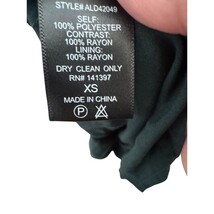 STYLE# ALD42049
SELF:
100% POLYESTER
CONTRAST:
100% RAYON
LINING:
100% RAYON
DRY CLEAN ONLY
RN# 141397
XS
MADE IN CHINA
P